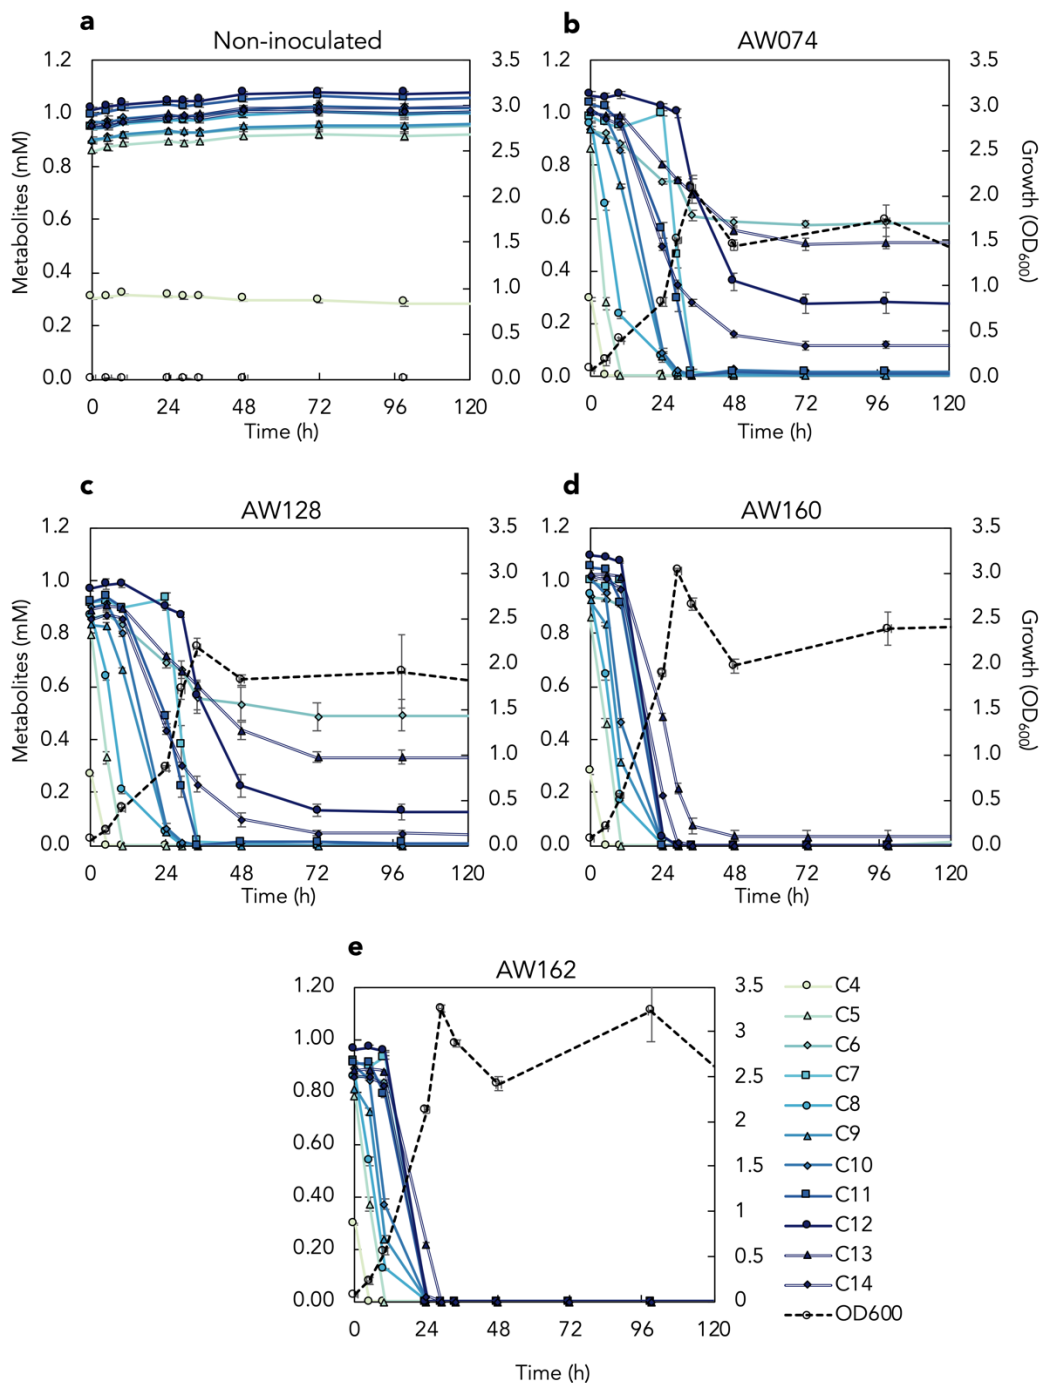 a
Non-inoculated
1.2
1.0
0.8
0.6
0.4
0.2
0.0
Metabolites (mM)
3.5
3.0
2.5
2.0
1.5
1.0
0.5
0.0
0 24 48 72 96 120
Time (h)
b
AW074
1.2
1.0
0.8
0.6
0.4
0.2
0.0
3.5
3.0
2.5
2.0
1.5
1.0
0.5
0.0
Growth (OD600)
0 24 48 72 96 120
Time (h)
c
AW128
1.2
1.0
0.8
0.6
0.4
0.2
0.0
Metabolites (mM)
3.5
3.0
2.5
2.0
1.5
1.0
0.5
0.0
0 24 48 72 96 120
Time (h)
d
AW160
1.2
1.0
0.8
0.6
0.4
0.2
0.0
3.5
3.0
2.5
2.0
1.5
1.0
0.5
0.0
Growth (OD600)
0 24 48 72 96 120
Time (h)
e
AW162
1.20
1.00
0.80
0.60
0.40
0.20
0.00
3.5
3
2.5
2
1.5
1
0.5
0
0 24 48 72 96 120
Time (h)
C4
C5
C6
C7
C8
C9
C10
C11
C12
C13
C14
OD600